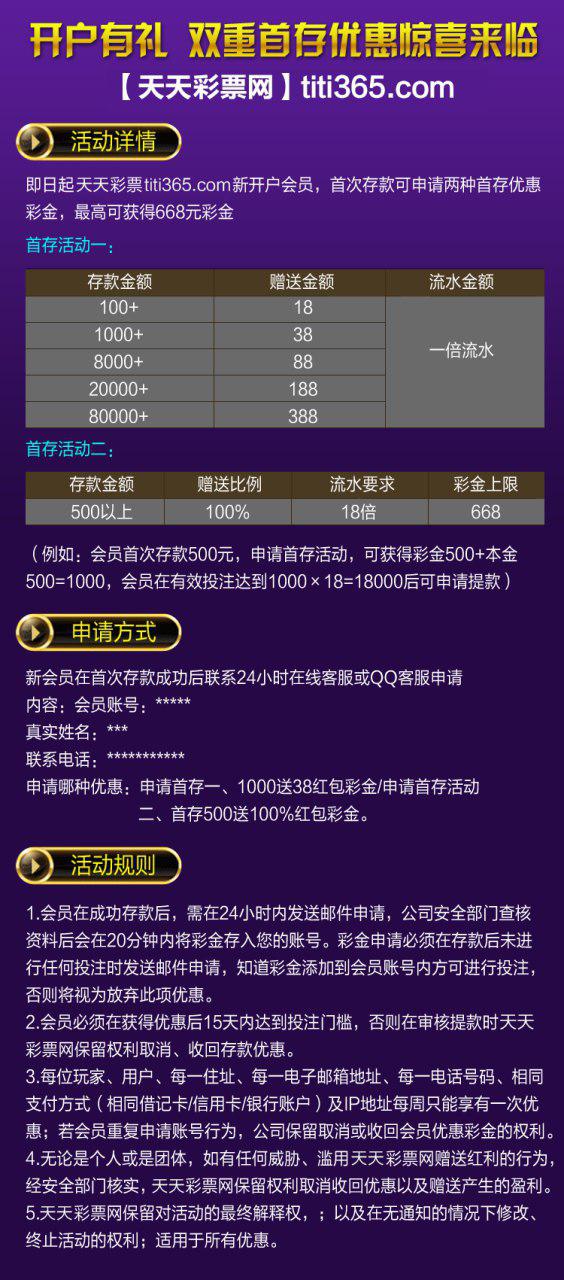 开户有礼 双重首存优惠惊喜来临
【天天彩票网】titi365.com
活动详情
即日起天天彩票titi365.com新开户会员，首次存款可申请两种首存优惠
彩金，最高可获得668元彩金
首存活动一：
存款金额 赠送金额 流水金额
100+ 18
1000+ 38
一倍流水
8000+ 88
20000+ 188
80000+ 388
首存活动二：
存款金额 赠送比例 流水要求 彩金上限
500以上 100% 18倍 668
（例如：会员首次存款500元，申请首存活动，可获得彩金500+本金
500=1000，会员在有效投注达到1000×18=18000后可申请提款）
申请方式
新会员在首次存款成功后联系24小时在线客服或QQ客服申请
内容：会员账号：*****
真实姓名：***
联系电话：***********
申请哪种优惠：申请首存一、1000送38红包彩金/申请首存活动
二、首存500送100%红包彩金。
活动规则
1.会员在成功存款后，需在24小时内发送邮件申请，公司安全部门查核
资料后会在20分钟内将彩金存入您的账号。彩金申请必须在存款后未进
行任何投注时发送邮件申请，知道彩金添加到会员账号内方可进行投注，
否则将视为放弃此项优惠。
2.会员必须在获得优惠后15天内达到投注门槛，否则在审核提款时天天
彩票网保留权利取消、收回存款优惠。
3.每位玩家、用户、每一住址、每一电子邮箱地址、每一电话号码、相同
支付方式（相同借记卡/信用卡/银行账户）及IP地址每周只能享有一次优
惠；若会员重复申请账号行为，公司保留取消或收回会员优惠彩金的权利。
4.无论是个人或是团体，如有任何威胁、滥用天天彩票网赠送红利的行为，
经安全部门核实，天天彩票网保留权利取消收回优惠以及赠送产生的盈利。
5.天天彩票网保留对活动的最终解释权，；以及在无通知的情况下修改、
终止活动的权利；适用于所有优惠。